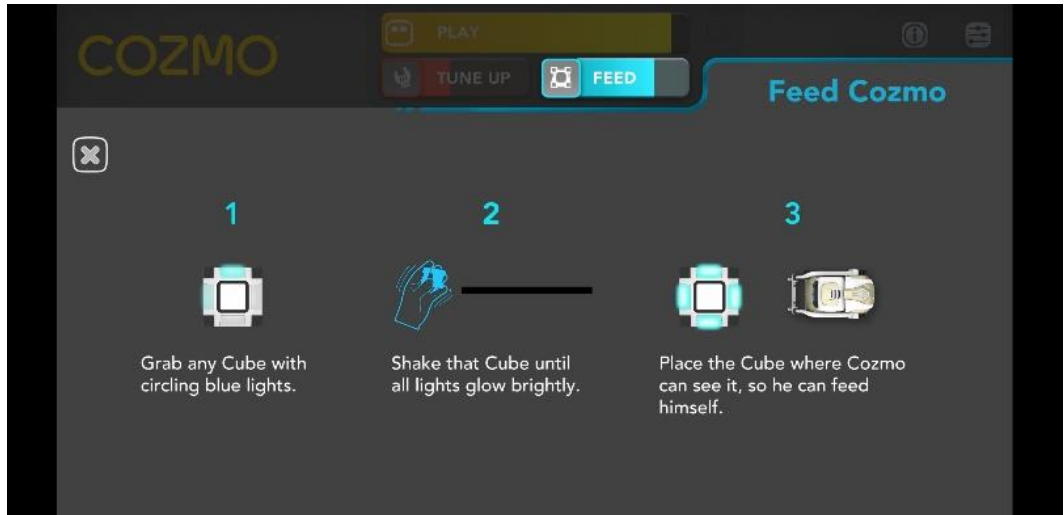 COZMO
PLAY
TUNE UP
FEED
Feed Cozmo
1
2
3
Grab any Cube with
circling blue lights.
Shake that Cube until
all lights glow brightly.
Place the Cube where Cozmo
can see it, so he can feed
himself.